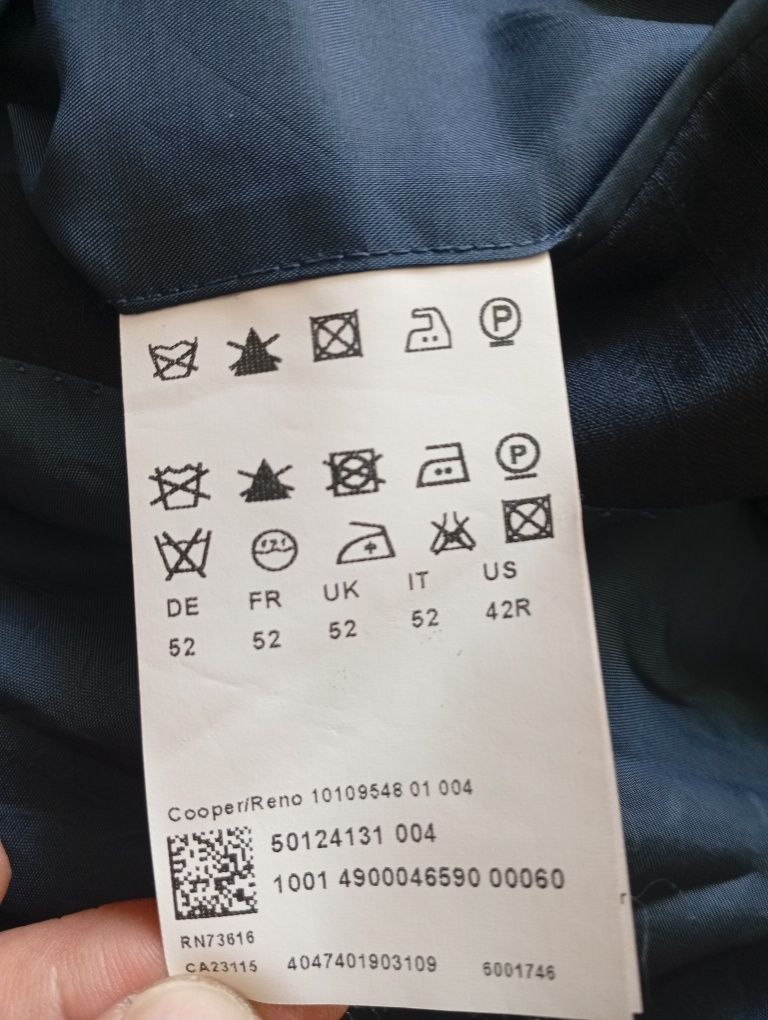 P
P
DE FR UK IT US
52 52 52 52 42R
Cooper/Reno 10109548 01 004
50124131 004
1001 4900046590 00060
RN73616
CA23115 4047401903109 6001746